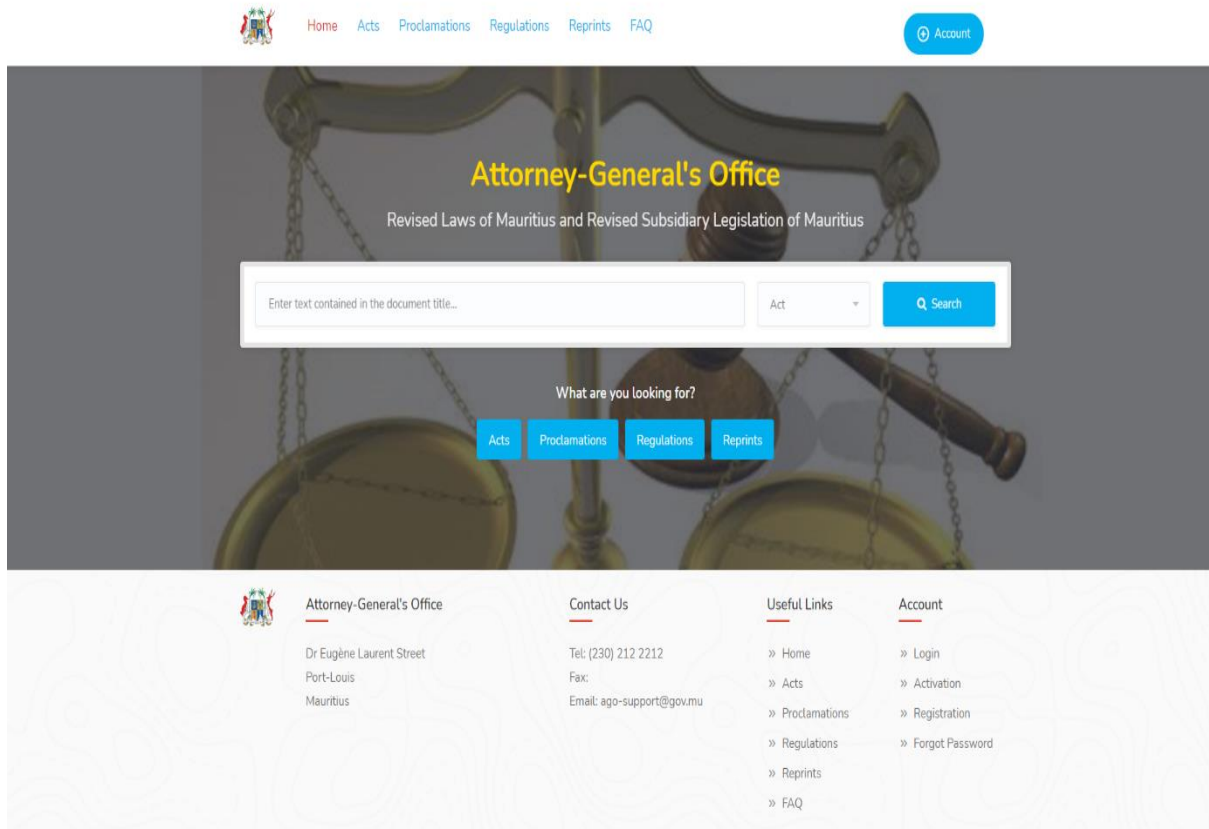 Home Acts Proclamations Regulations Reprints FAQ Account
Attorney-General's Office
Revised Laws of Mauritius and Revised Subsidiary Legislation of Mauritius
Enter text contained in the document title... Act Search
What are you looking for?
Acts Proclamations Regulations Reprints
Attorney-General's Office
Dr Eugène Laurent Street
Port-Louis
Mauritius
Contact Us
Tel: (230) 212 2212
Fax:
Email: ago-support@gov.mu
Useful Links
» Home
» Acts
» Proclamations
» Regulations
» Reprints
» FAQ
Account
» Login
» Activation
» Registration
» Forgot Password